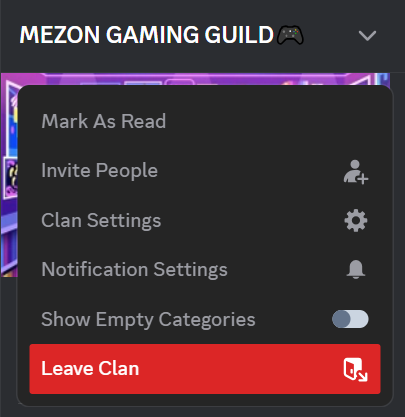 MEZON GAMING GUILD🎮
Mark As Read
Invite People
Clan Settings
Notification Settings
Show Empty Categories
Leave Clan